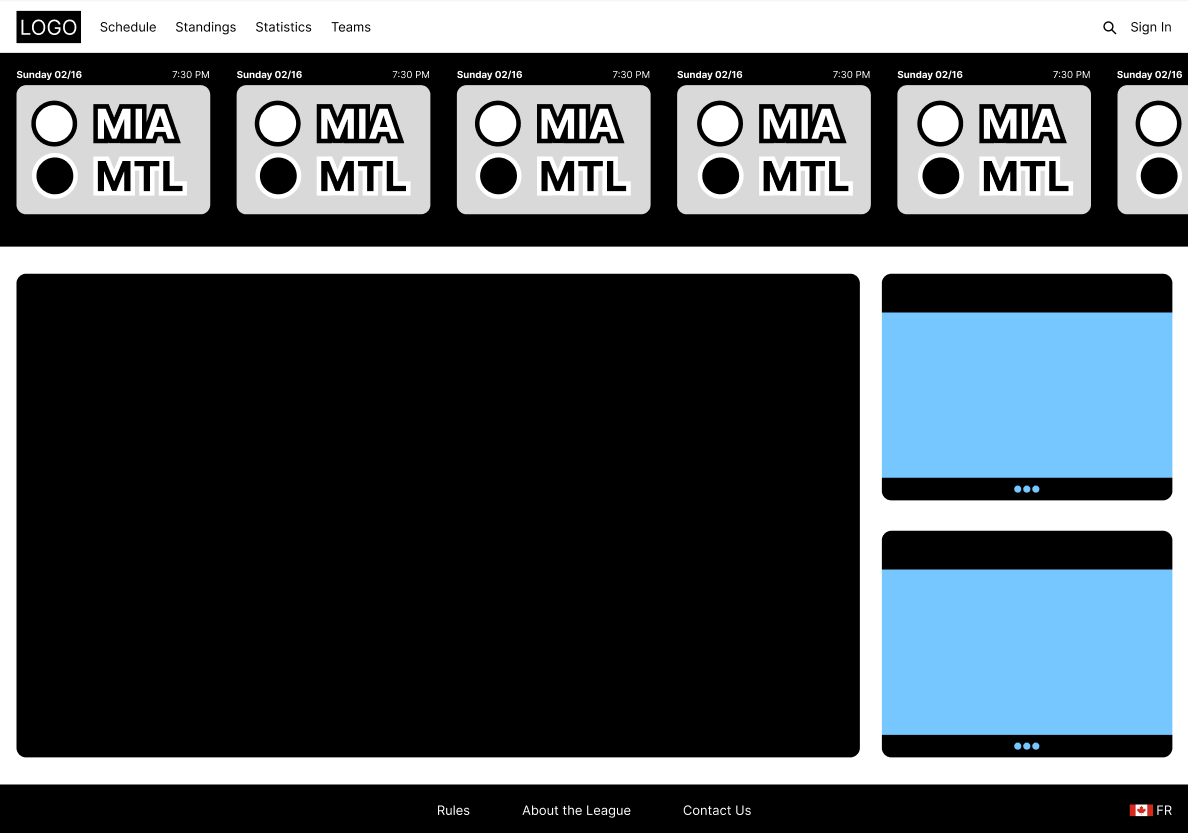 LOGO Schedule Standings Statistics Teams Sign In
Sunday 02/16 7:30 PM Sunday 02/16 7:30 PM Sunday 02/16 7:30 PM Sunday 02/16 7:30 PM Sunday 02/16 7:30 PM Sunday 02/16
MIA MIA MIA MIA MIA
MTL MTL MTL MTL MTL
Rules About the League Contact Us FR